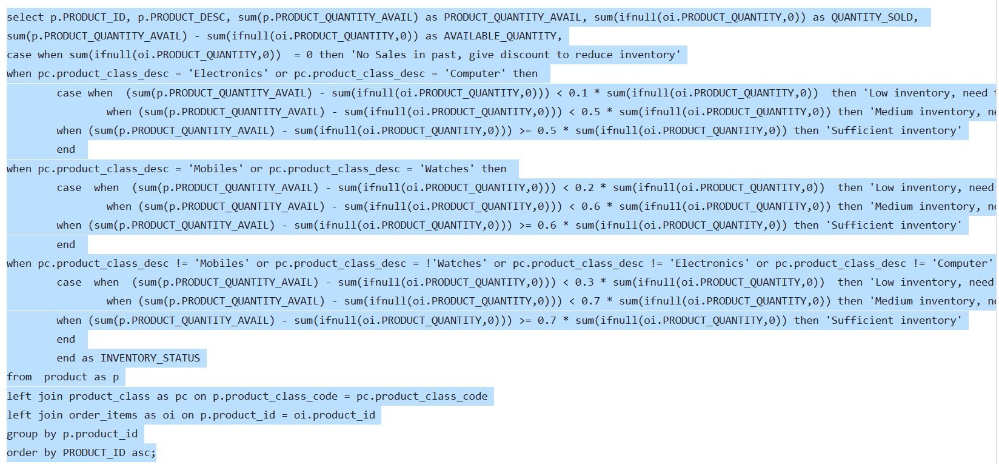 select p.PRODUCT_ID, p.PRODUCT_DESC, sum(p.PRODUCT_QUANTITY_AVAIL) as PRODUCT_QUANTITY_AVAIL, sum(ifnull(oi.PRODUCT_QUANTITY,0)) as QUANTITY_SOLD,
sum(p.PRODUCT_QUANTITY_AVAIL) - sum(ifnull(oi.PRODUCT_QUANTITY,0)) as AVAILABLE_QUANTITY,
case when sum(ifnull(oi.PRODUCT_QUANTITY,0))  = 0 then 'No Sales in past, give discount to reduce inventory'
when pc.product_class_desc = 'Electronics' or pc.product_class_desc = 'Computer' then
        case when  (sum(p.PRODUCT_QUANTITY_AVAIL) - sum(ifnull(oi.PRODUCT_QUANTITY,0))) < 0.1 * sum(ifnull(oi.PRODUCT_QUANTITY,0))  then 'Low inventory, need
                when (sum(p.PRODUCT_QUANTITY_AVAIL) - sum(ifnull(oi.PRODUCT_QUANTITY,0))) < 0.5 * sum(ifnull(oi.PRODUCT_QUANTITY,0)) then 'Medium inventory,
        when (sum(p.PRODUCT_QUANTITY_AVAIL) - sum(ifnull(oi.PRODUCT_QUANTITY,0))) >= 0.5 * sum(ifnull(oi.PRODUCT_QUANTITY,0)) then 'Sufficient inventory'
        end
when pc.product_class_desc = 'Mobiles' or pc.product_class_desc = 'Watches' then
        case  when  (sum(p.PRODUCT_QUANTITY_AVAIL) - sum(ifnull(oi.PRODUCT_QUANTITY,0))) < 0.2 * sum(ifnull(oi.PRODUCT_QUANTITY,0))  then 'Low inventory, need
                when (sum(p.PRODUCT_QUANTITY_AVAIL) - sum(ifnull(oi.PRODUCT_QUANTITY,0))) < 0.6 * sum(ifnull(oi.PRODUCT_QUANTITY,0)) then 'Medium inventory,
        when (sum(p.PRODUCT_QUANTITY_AVAIL) - sum(ifnull(oi.PRODUCT_QUANTITY,0))) >= 0.6 * sum(ifnull(oi.PRODUCT_QUANTITY,0)) then 'Sufficient inventory'
        end
when pc.product_class_desc != 'Mobiles' or pc.product_class_desc = !'Watches' or pc.product_class_desc != 'Electronics' or pc.product_class_desc != 'Computer'
        case  when  (sum(p.PRODUCT_QUANTITY_AVAIL) - sum(ifnull(oi.PRODUCT_QUANTITY,0))) < 0.3 * sum(ifnull(oi.PRODUCT_QUANTITY,0))  then 'Low inventory, need
                when (sum(p.PRODUCT_QUANTITY_AVAIL) - sum(ifnull(oi.PRODUCT_QUANTITY,0))) < 0.7 * sum(ifnull(oi.PRODUCT_QUANTITY,0)) then 'Medium inventory,
        when (sum(p.PRODUCT_QUANTITY_AVAIL) - sum(ifnull(oi.PRODUCT_QUANTITY,0))) >= 0.7 * sum(ifnull(oi.PRODUCT_QUANTITY,0)) then 'Sufficient inventory'
        end
        end as INVENTORY_STATUS
from  product as p
left join product_class as pc on p.product_class_code = pc.product_class_code
left join order_items as oi on p.product_id = oi.product_id
group by p.product_id
order by PRODUCT_ID asc;